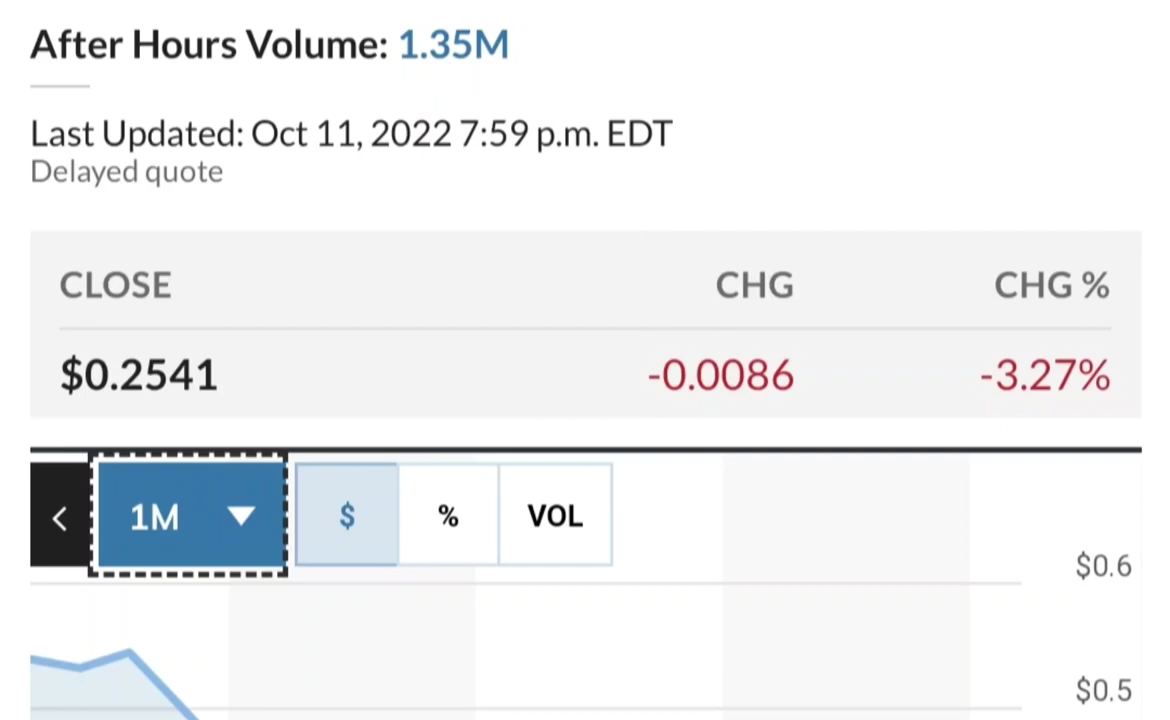 After Hours Volume: 1.35M
Last Updated: Oct 11, 2022 7:59 p.m. EDT
Delayed quote
CLOSE CHG CHG %
$0.2541 -0.0086 -3.27%
1M $ % VOL
$0.6
$0.5